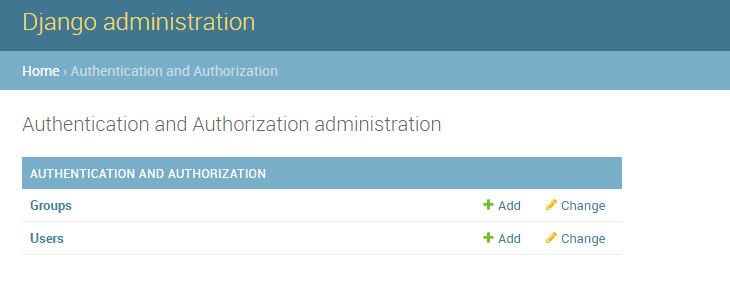 Django administration
Home › Authentication and Authorization
Authentication and Authorization administration
AUTHENTICATION AND AUTHORIZATION
Groups Add Change
Users Add Change